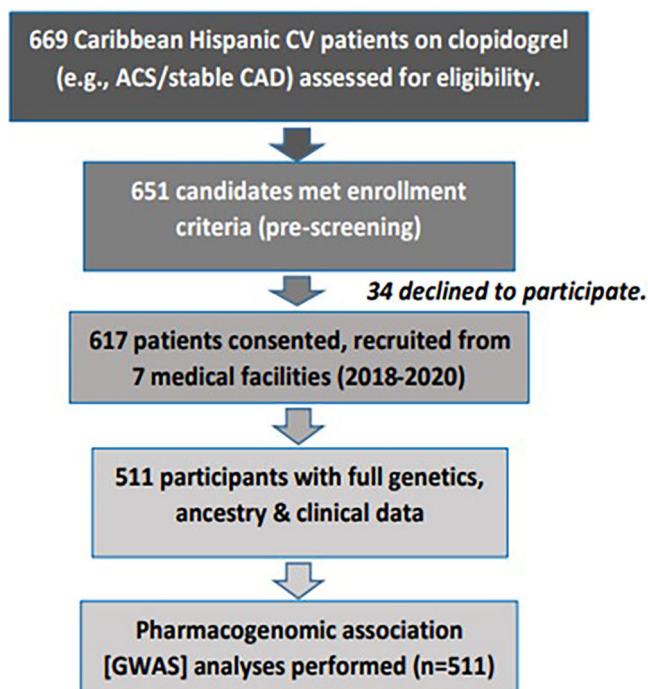 669 Caribbean Hispanic CV patients on clopidogrel
(e.g., ACS/stable CAD) assessed for eligibility.
651 candidates met enrollment
criteria (pre-screening)
34 declined to participate.
617 patients consented, recruited from
7 medical facilities (2018-2020)
511 participants with full genetics,
ancestry & clinical data
Pharmacogenomic association
[GWAS] analyses performed (n=511)